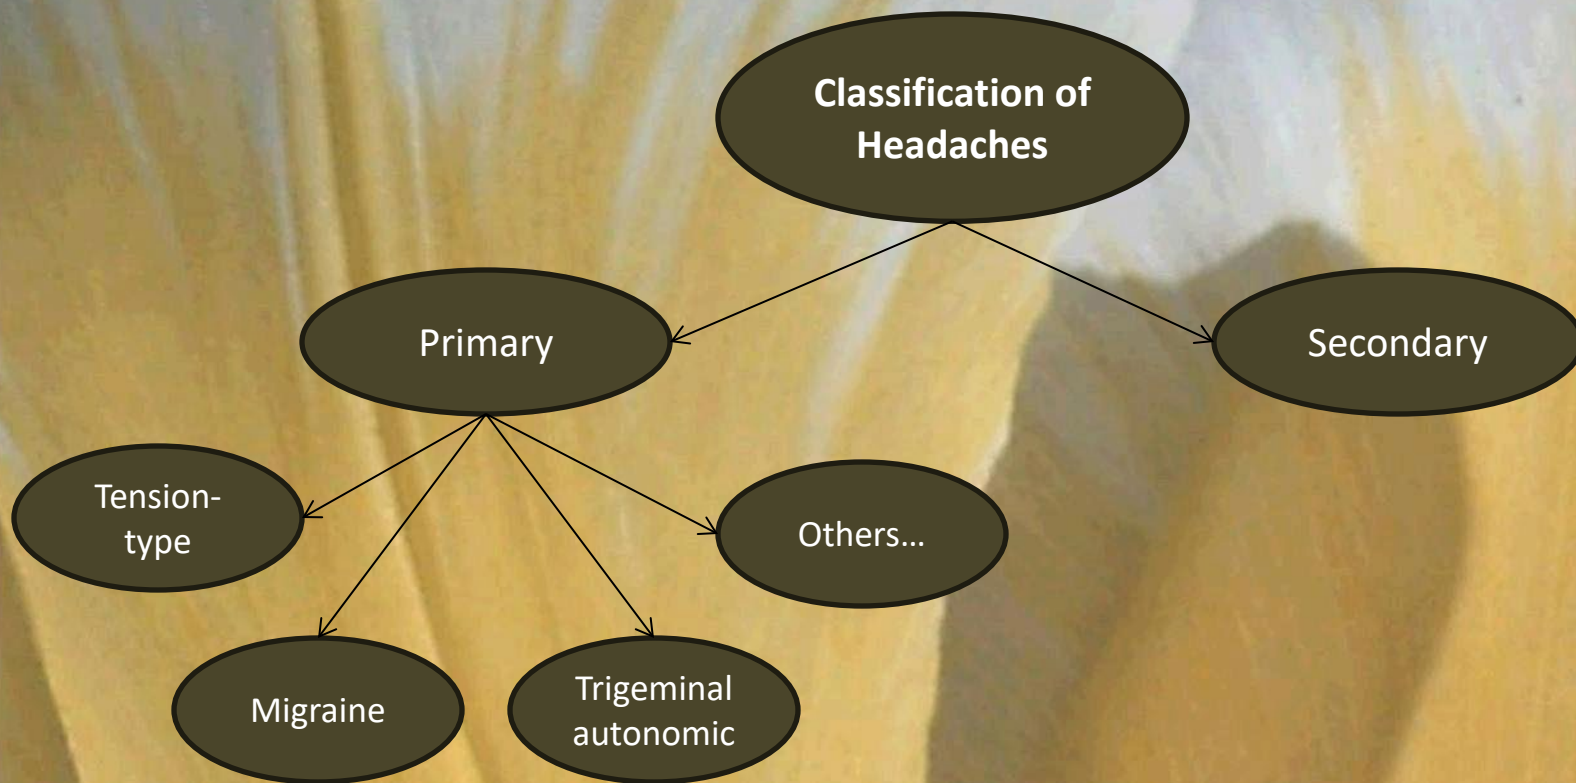 Classification of
Headaches
Primary
Secondary
Tension-
type
Others...
Migraine
Trigeminal
autonomic